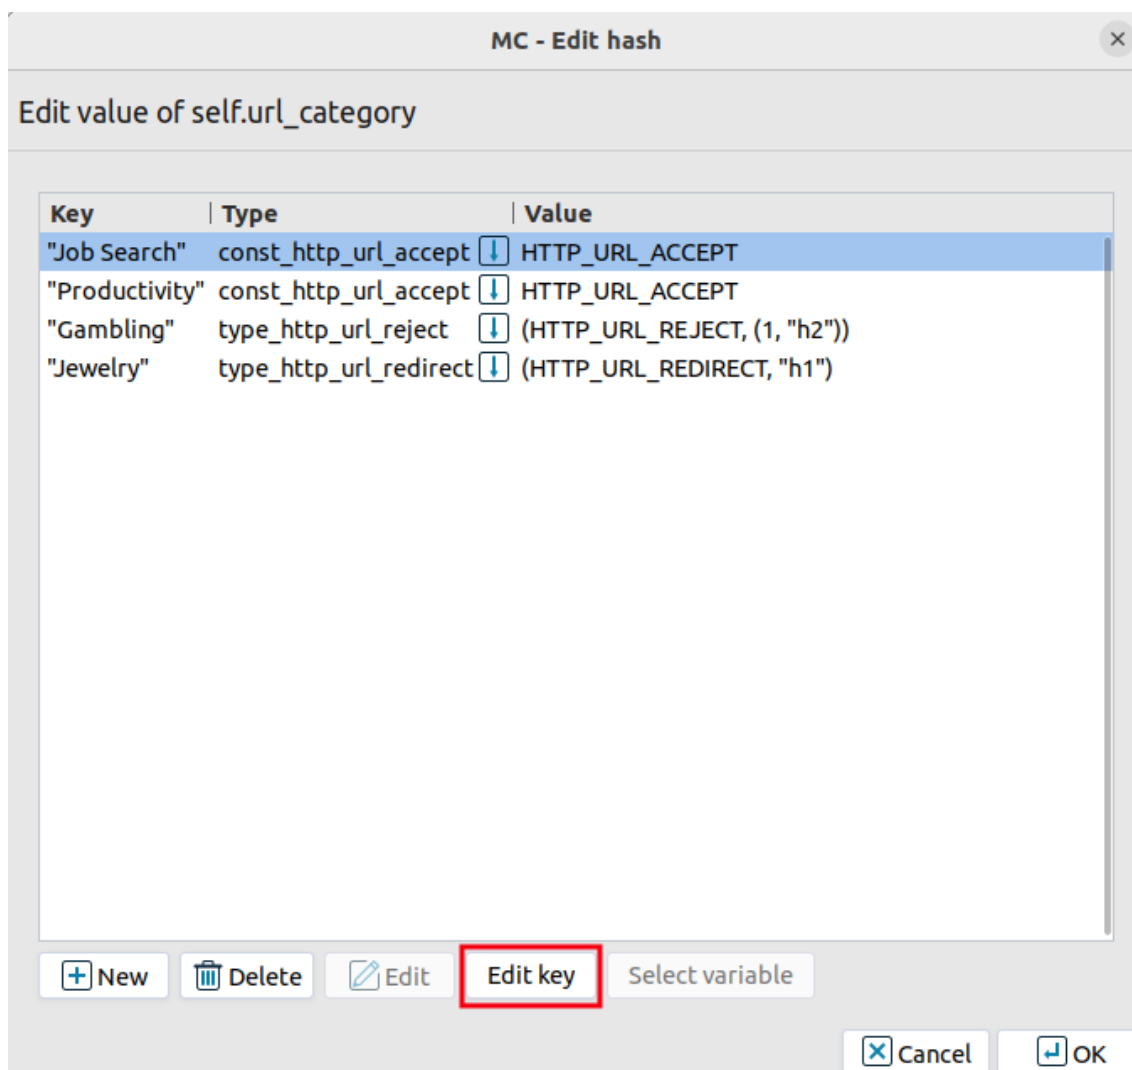 MC - Edit hash
Edit value of self.url_category
Key Type Value
"Job Search" const_http_url_accept HTTP_URL_ACCEPT
"Productivity" const_http_url_accept HTTP_URL_ACCEPT
"Gambling" type_http_url_reject (HTTP_URL_REJECT, (1, "h2"))
"Jewelry" type_http_url_redirect (HTTP_URL_REDIRECT, "h1")
New Delete Edit Edit key Select variable
Cancel OK